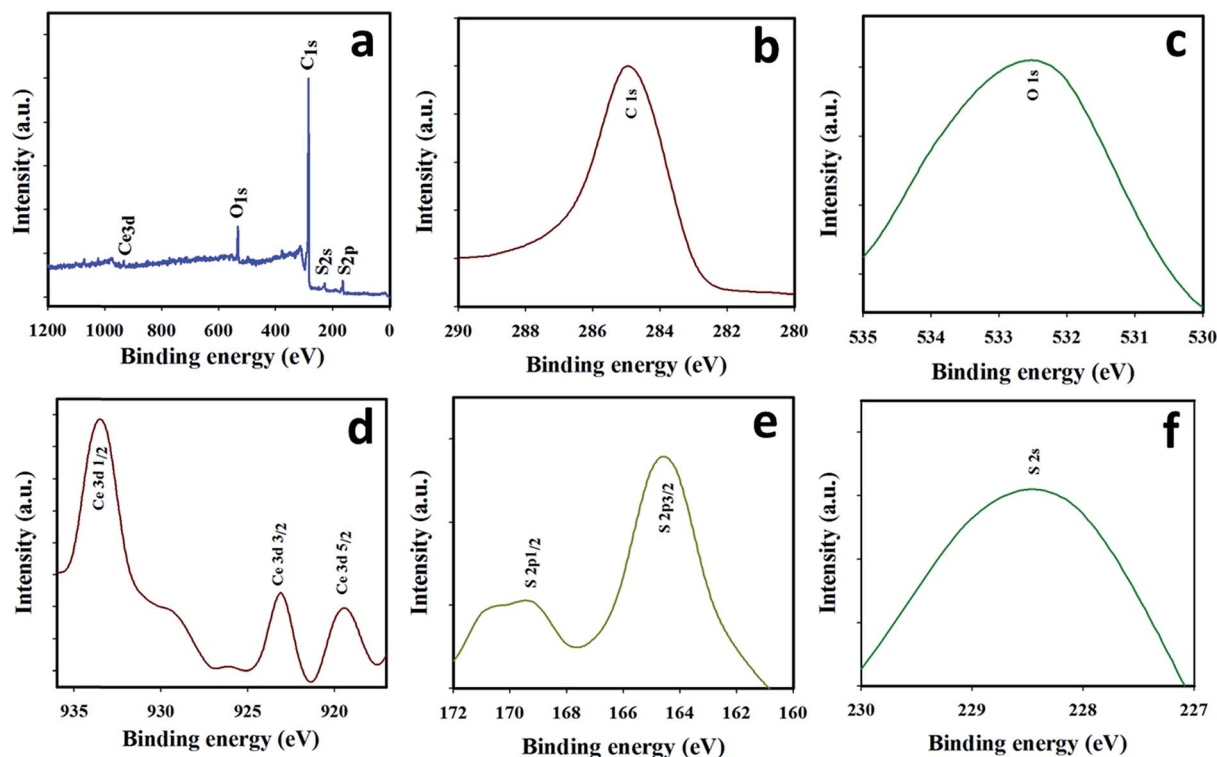 a
Intensity (a.u.)
Ce3d
O1s
C1s
S2s
S2p
1200 1000 800 600 400 200 0
Binding energy (eV)
b
Intensity (a.u.)
C 1s
290 288 286 284 282 280
Binding energy (eV)
c
Intensity (a.u.)
O 1s
535 534 533 532 531 530
Binding energy (eV)
d
Intensity (a.u.)
Ce 3d 1/2
Ce 3d 3/2
Ce 3d 5/2
935 930 925 920
Binding energy (eV)
e
Intensity (a.u.)
S 2p1/2
S 2p3/2
172 170 168 166 164 162 160
Binding energy (eV)
f
Intensity (a.u.)
S 2s
230 229 228 227
Binding energy (eV)